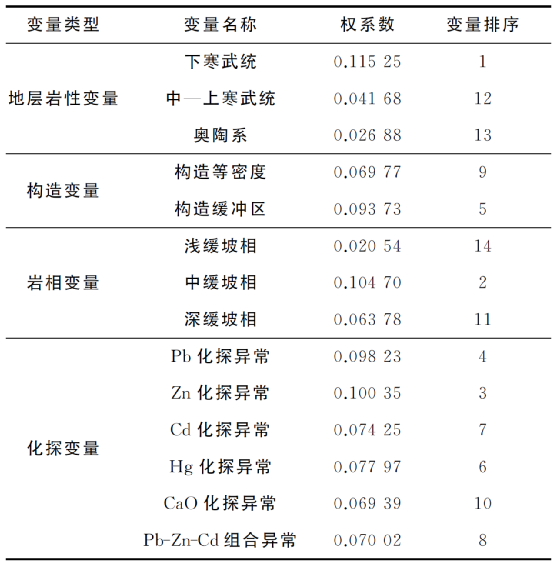 变量类型 变量名称 权系数 变量排序
下寒武统 0.115 25 1
地层岩性变量 中—上寒武统 0.041 68 12
奥陶系 0.026 88 13
构造变量 构造等密度 0.069 77 9
构造缓冲区 0.093 73 5
浅缓坡相 0.020 54 14
岩相变量 中缓坡相 0.104 70 2
深缓坡相 0.063 78 11
Pb 化探异常 0.098 23 4
Zn 化探异常 0.100 35 3
化探变量 Cd 化探异常 0.074 25 7
Hg 化探异常 0.077 97 6
CaO 化探异常 0.069 39 10
Pb-Zn-Cd 组合异常 0.070 02 8